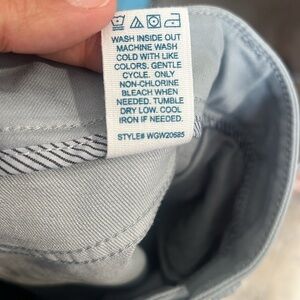 WASH INSIDE OUT
MACHINE WASH
COLD WITH LIKE
COLORS. GENTLE
CYCLE. ONLY
NON-CHLORINE
BLEACH WHEN
NEEDED. TUMBLE
DRY LOW. COOL
IRON IF NEEDED.
STYLE# WGW20685